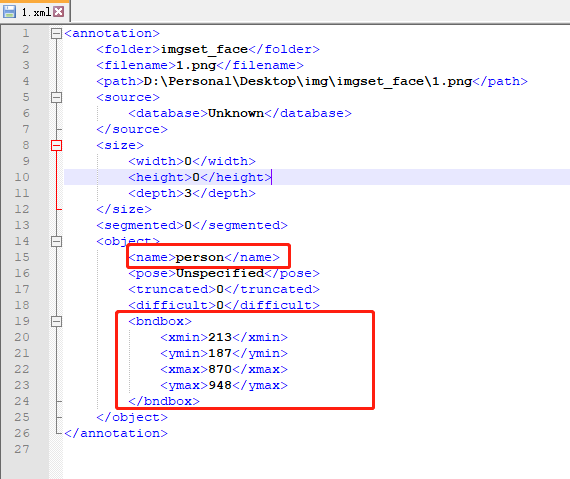 1.xml
1 <annotation>
2 <folder>imgset_face</folder>
3 <filename>1.png</filename>
4 <path>D:\Personal\Desktop\img\imgset_face\1.png</path>
5 <source>
6 <database>Unknown</database>
7 </source>
8 <size>
9 <width>0</width>
10 <height>0</height>
11 <depth>3</depth>
12 </size>
13 <segmented>0</segmented>
14 <object>
15 <name>person</name>
16 <pose>Unspecified</pose>
17 <truncated>0</truncated>
18 <difficult>0</difficult>
19 <bndbox>
20 <xmin>213</xmin>
21 <ymin>187</ymin>
22 <xmax>870</xmax>
23 <ymax>948</ymax>
24 </bndbox>
25 </object>
26 </annotation>
27